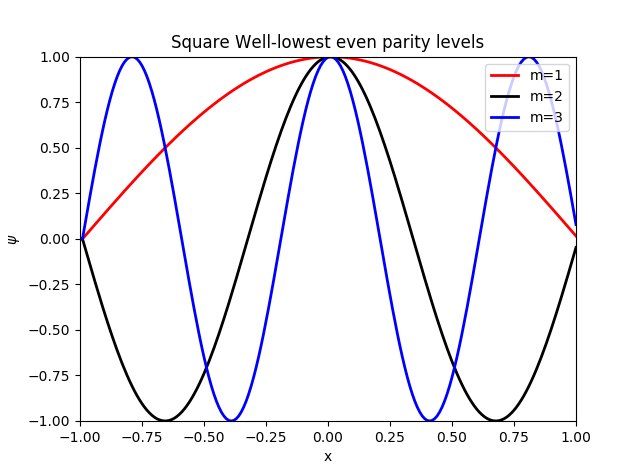 Square Well-lowest even parity levels
m=1
m=2
m=3
1.00
0.75
0.50
0.25
0.00
−0.25
−0.50
−0.75
−1.00
ψ
−1.00 −0.75 −0.50 −0.25 0.00 0.25 0.50 0.75 1.00
x